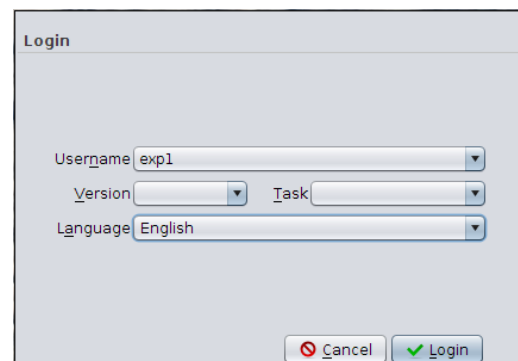 Login
Username exp1
Version Task
Language English
Cancel Login